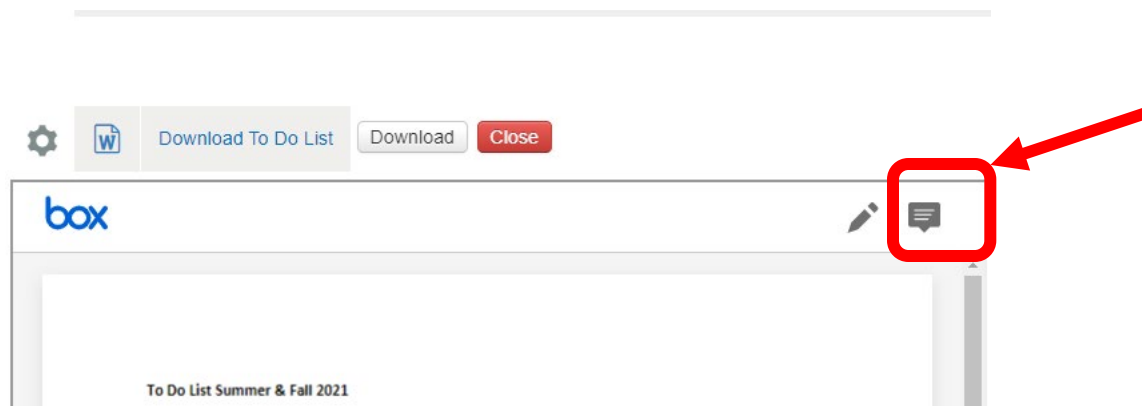 W Download To Do List Download Close
box
To Do List Summer & Fall 2021